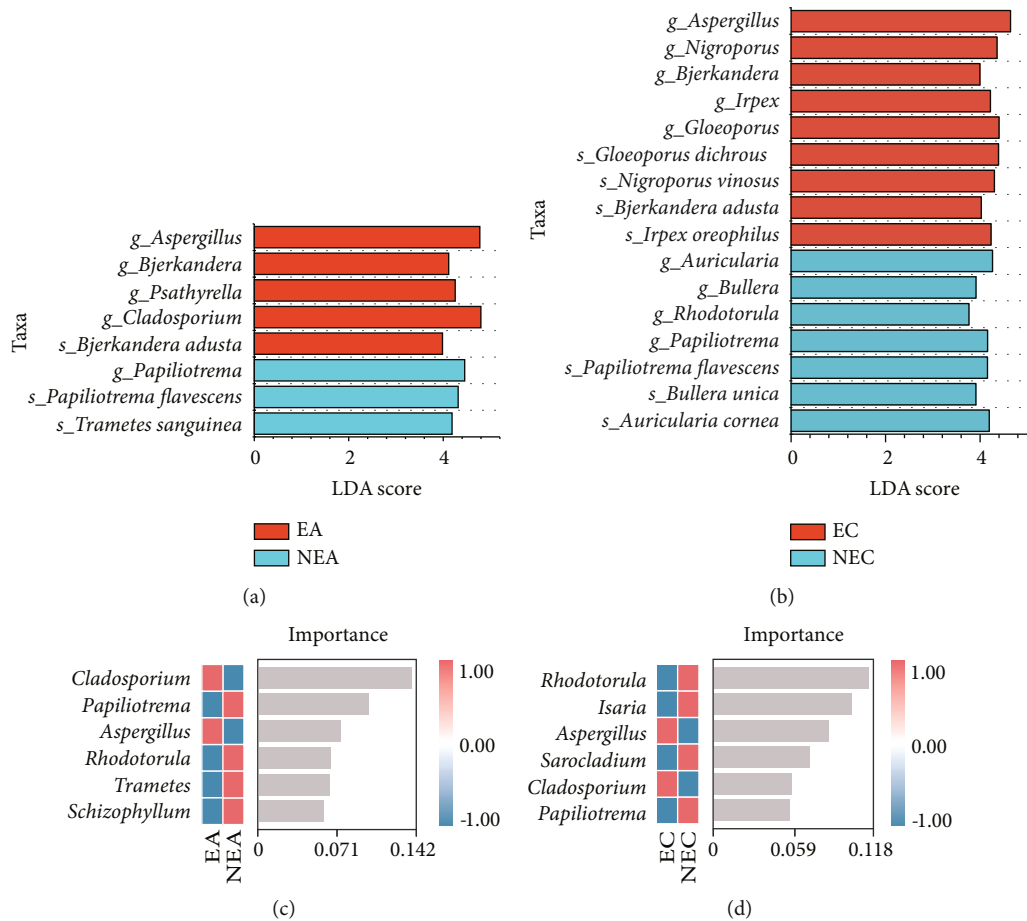 Taxa
g_Aspergillus
g_Bjerkandera
g_Psathyrella
g_Cladosporium
s_Bjerkandera adusta
g_Papiliotrema
s_Papiliotrema flavescens
s_Trametes sanguinea
0 2 4
LDA score
EA
NEA
(a)
Taxa
g_Aspergillus
g_Nigroporus
g_Bjerkandera
g_Irpex
g_Gloeoporus
s_Gloeoporus dichrous
s_Nigroporus vinosus
s_Bjerkandera adusta
s_Irpex oreophilus
g_Auricularia
g_Bullera
g_Rhodotorula
g_Papiliotrema
s_Papiliotrema flavescens
s_Bullera unica
s_Auricularia cornea
0 2 4
LDA score
EC
NEC
(b)
Importance
Cladosporium
Papiliotrema
Aspergillus
Rhodotorula
Trametes
Schizophyllum
EA NEA
0 0.071 0.142
1.00
0.00
-1.00
(c)
Importance
Rhodotorula
Isaria
Aspergillus
Sarocladium
Cladosporium
Papiliotrema
EC NEC
0 0.059 0.118
1.00
0.00
-1.00
(d)